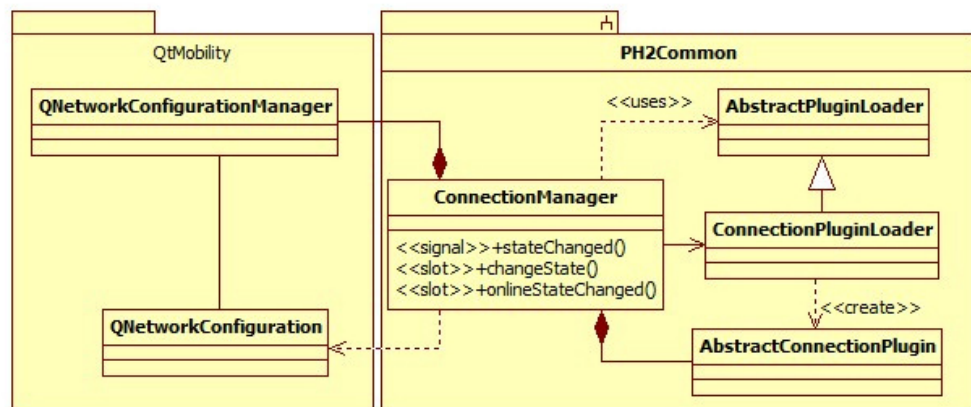 QtMobility
QNetworkConfigurationManager
QNetworkConfiguration
PH2Common
<<uses>>
AbstractPluginLoader
ConnectionManager
<<signal>>+stateChanged()
<<slot>>+changeState()
<<slot>>+onlineStateChanged()
ConnectionPluginLoader
<<create>>
AbstractConnectionPlugin